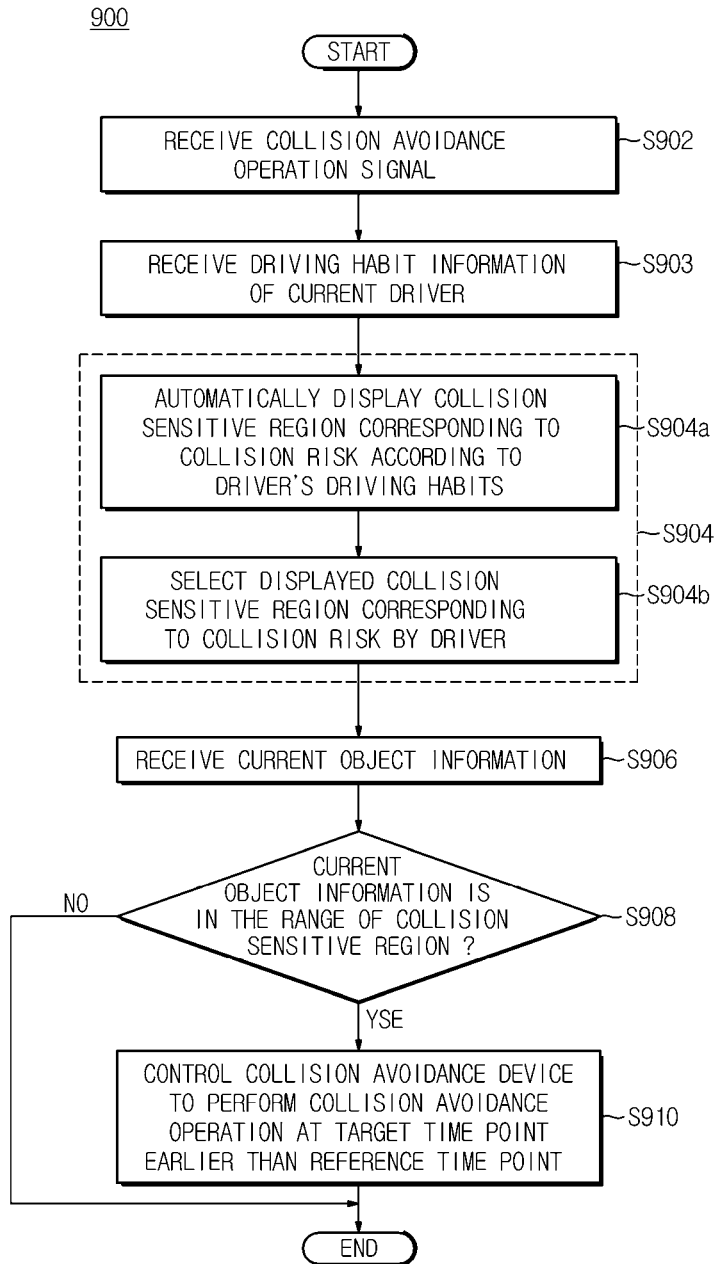 900
START
RECEIVE COLLISION AVOIDANCE
OPERATION SIGNAL
S902
RECEIVE DRIVING HABIT INFORMATION
OF CURRENT DRIVER
S903
AUTOMATICALLY DISPLAY COLLISION
SENSITIVE REGION CORRESPONDING TO
COLLISION RISK ACCORDING TO
DRIVER'S DRIVING HABITS
S904a
S904
SELECT DISPLAYED COLLISION
SENSITIVE REGION CORRESPONDING
TO COLLISION RISK BY DRIVER
S904b
RECEIVE CURRENT OBJECT INFORMATION
S906
CURRENT
OBJECT INFORMATION IS
IN THE RANGE OF COLLISION
SENSITIVE REGION ?
S908
NO
YSE
CONTROL COLLISION AVOIDANCE DEVICE
TO PERFORM COLLISION AVOIDANCE
OPERATION AT TARGET TIME POINT
EARLIER THAN REFERENCE TIME POINT
S910
END